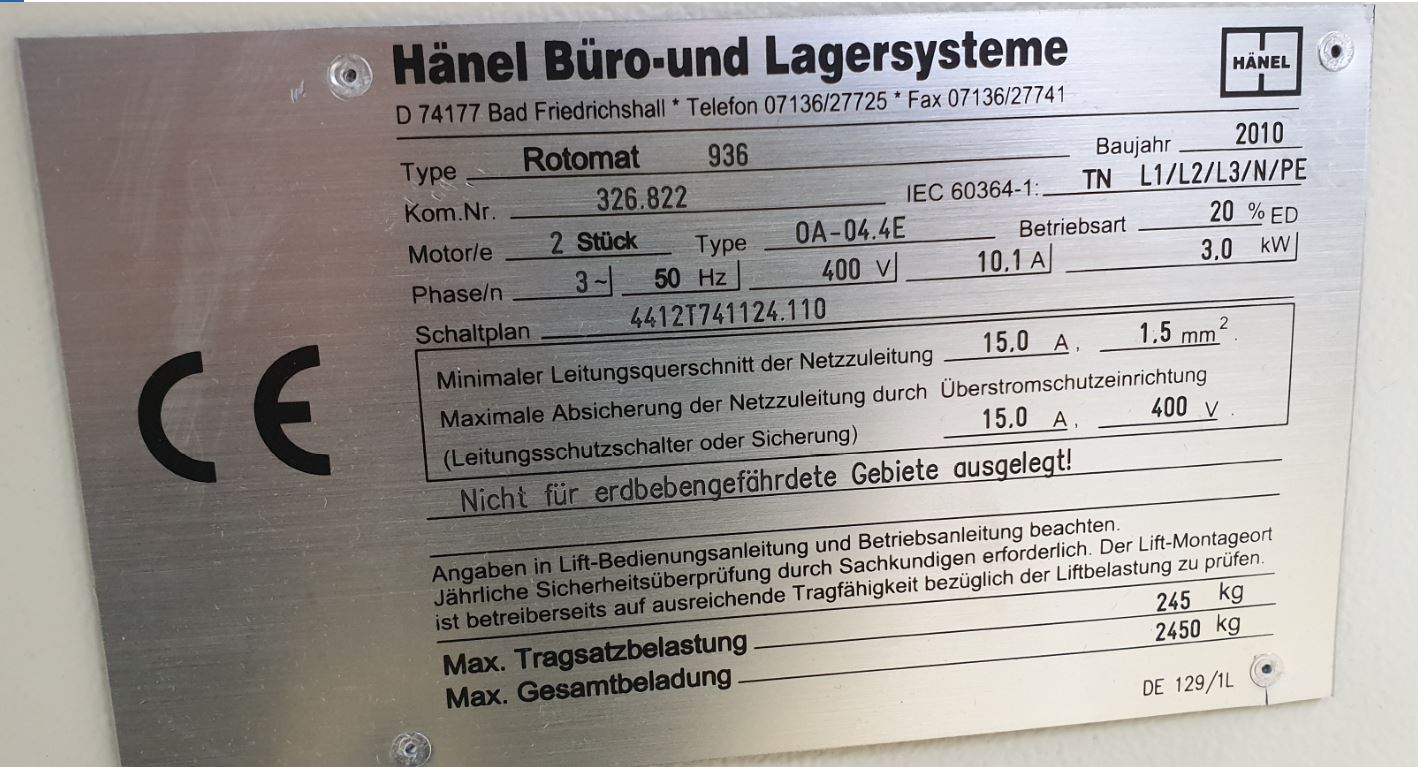 Hänel Büro-und Lagersysteme
HÄNEL
D 74177 Bad Friedrichshall * Telefon 07136/27725 * Fax 07136/27741
Type Rotomat 936 Baujahr 2010
Kom.Nr. 326.822 IEC 60364-1: TN L1/L2/L3/N/PE
Motor/e 2 Stück Type 0A-04.4E Betriebsart 20 % ED
Phase/n 3~ 50 Hz 400 V 10.1 A 3.0 kW
Schaltplan 4412T741124.110
Minimaler Leitungsquerschnitt der Netzzuleitung 15.0 A, 1.5 mm².
Maximale Absicherung der Netzzuleitung durch Überstromschutzeinrichtung
(Leitungsschutzschalter oder Sicherung) 15.0 A, 400 V.
Nicht für erdbebengefährdete Gebiete ausgelegt!
Angaben in Lift-Bedienungsanleitung und Betriebsanleitung beachten.
Jährliche Sicherheitsüberprüfung durch Sachkundigen erforderlich. Der Lift-Montageort
ist betreiberseits auf ausreichende Tragfähigkeit bezüglich der Liftbelastung zu prüfen.
Max. Tragsatzbelastung 245 kg
Max. Gesamtbeladung 2450 kg
DE 129/1L
CE